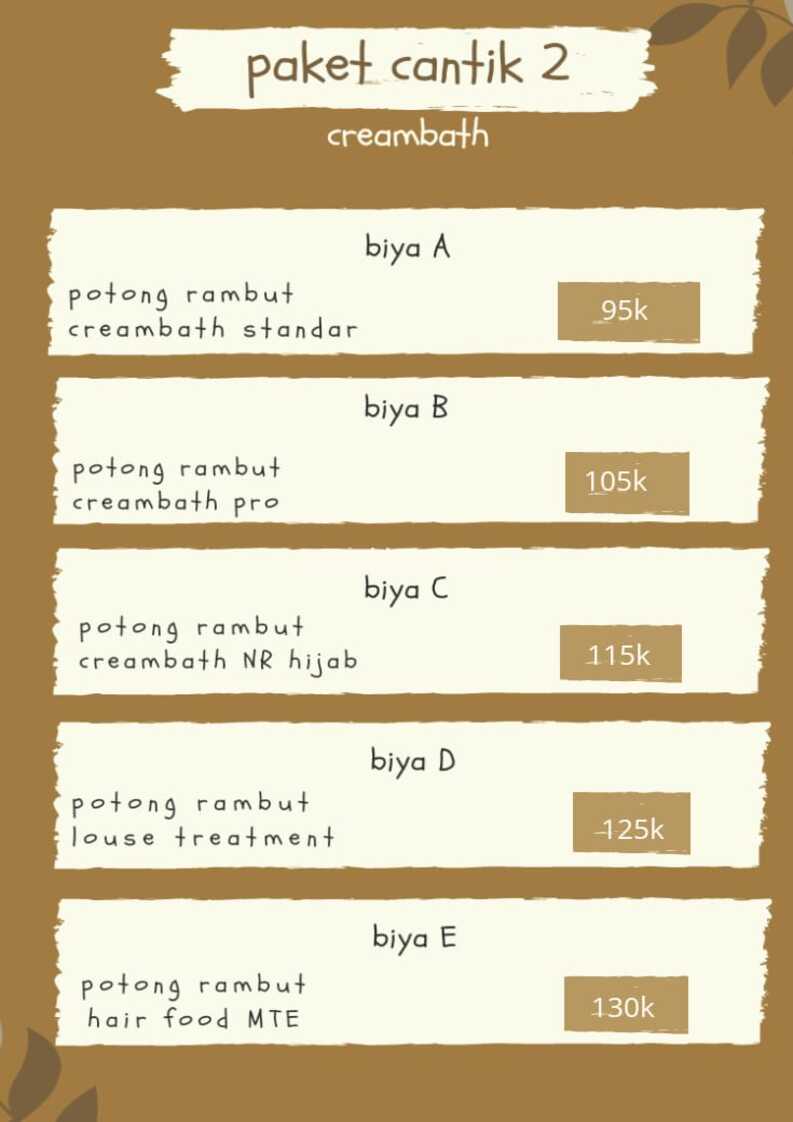 paket cantik 2
creambath
biya A
potong rambut
creambath standar
95k
biya B
potong rambut
creambath pro
105k
biya C
potong rambut
creambath NR hijab
115k
biya D
potong rambut
louse treatment
125k
biya E
potong rambut
hair food MTE
130k